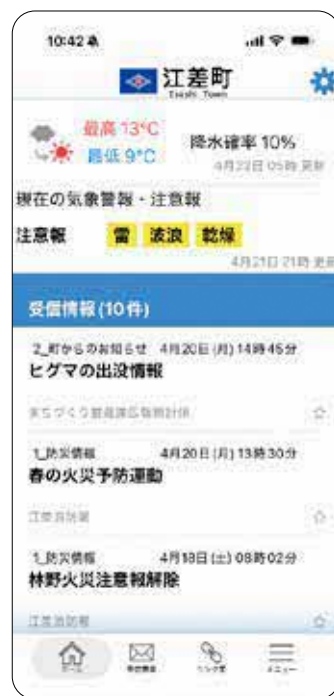 10:42
江差町
Esashi Town
最高 13°C
最低 9°C
降水確率 10%
4月22日 05時 更新
現在の気象警報・注意報
注意報 雷 波浪 乾燥
4月21日 21時 更新
受信情報(10件)
2_町からのお知らせ 4月20日(月)14時45分
ヒグマの出没情報
1_防災情報 4月20日(月)13時30分
春の火災予防運動
江差消防署
1_防災情報 4月18日(土)08時02分
林野火災注意報解除
江差消防署
ホーム
メニュー